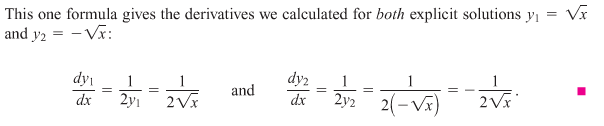 This one formula gives the derivatives we calculated for both explicit solutions y₁ = √x
and y₂ = −√x:
dy₁/dx = 1/(2y₁) = 1/(2√x) and dy₂/dx = 1/(2y₂) = 1/(2(−√x)) = −1/(2√x).